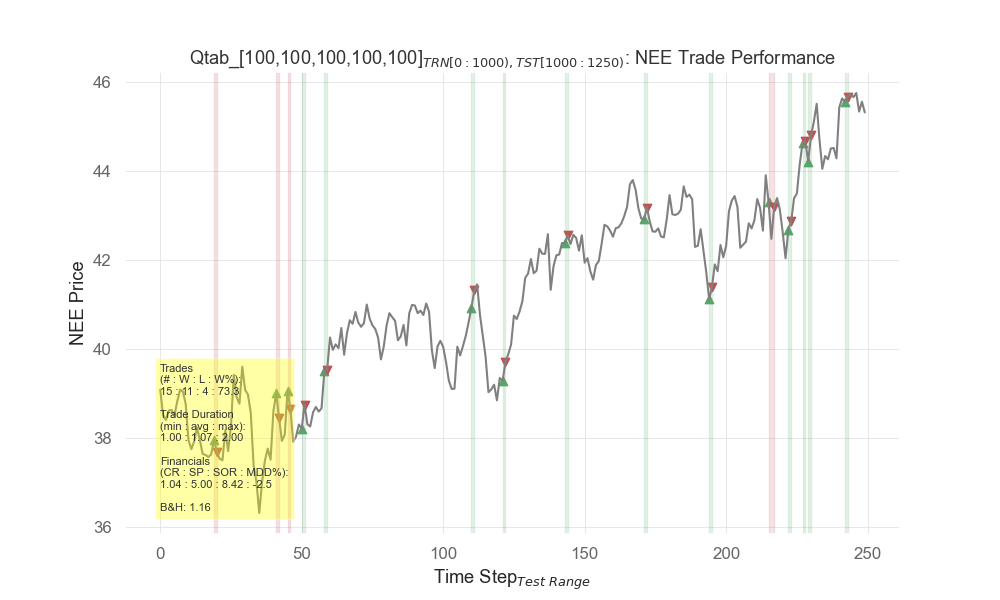 Qtab_[100,100,100,100,100]TRN[0 : 1000), TST[1000 : 1250): NEE Trade Performance
46
44
42
40
38
36
NEE Price
Trades
(# : W : L : W%):
15 : 11 : 4 : 73.3
Trade Duration
(min : avg : max):
1.00 : 1.07 : 2.00
Financials
(CR : SP : SOR : MDD%):
1.04 : 5.00 : 8.42 : -2.5
B&H: 1.16
0 50 100 150 200 250
Time StepTest Range